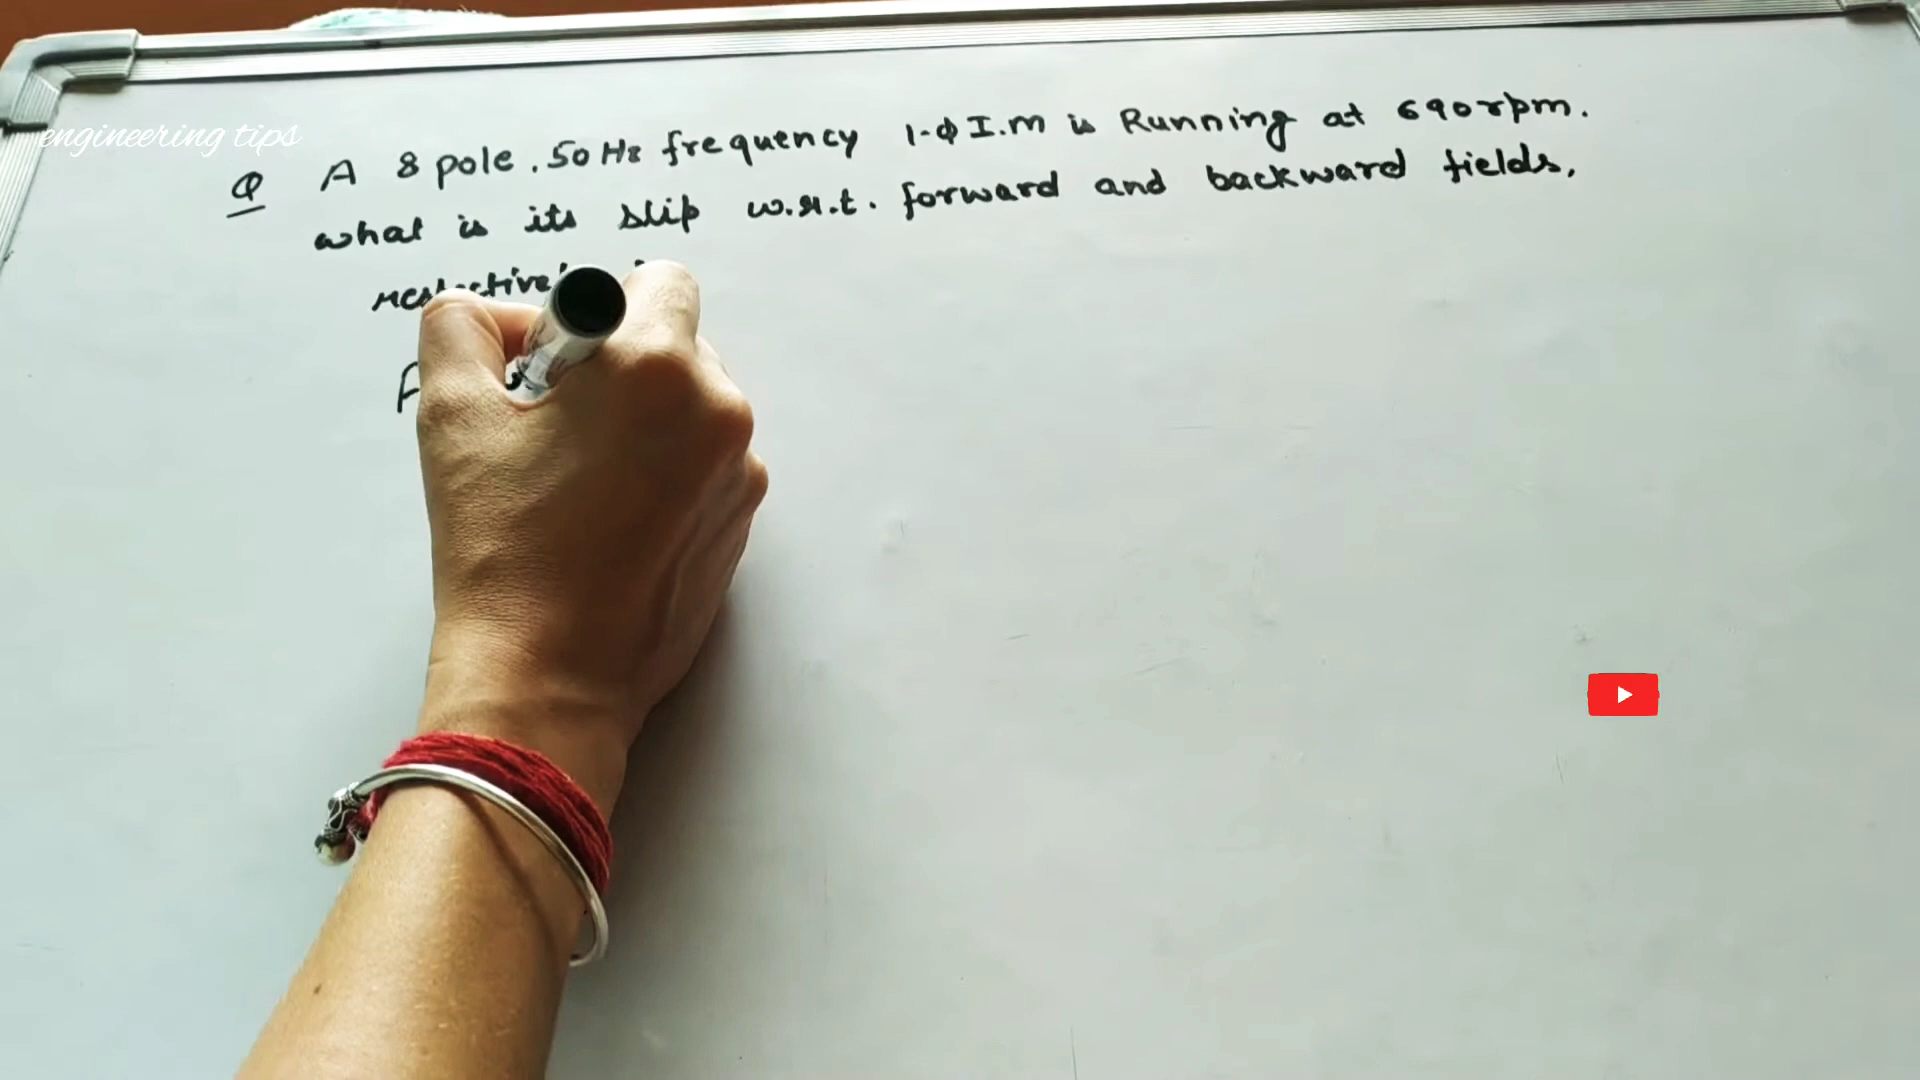 engineering tips
Q A 8 pole. 50 Hz frequency 1-ϕ I.M is Running at 690 rpm.
what is its slip w.r.t. forward and backward fields,